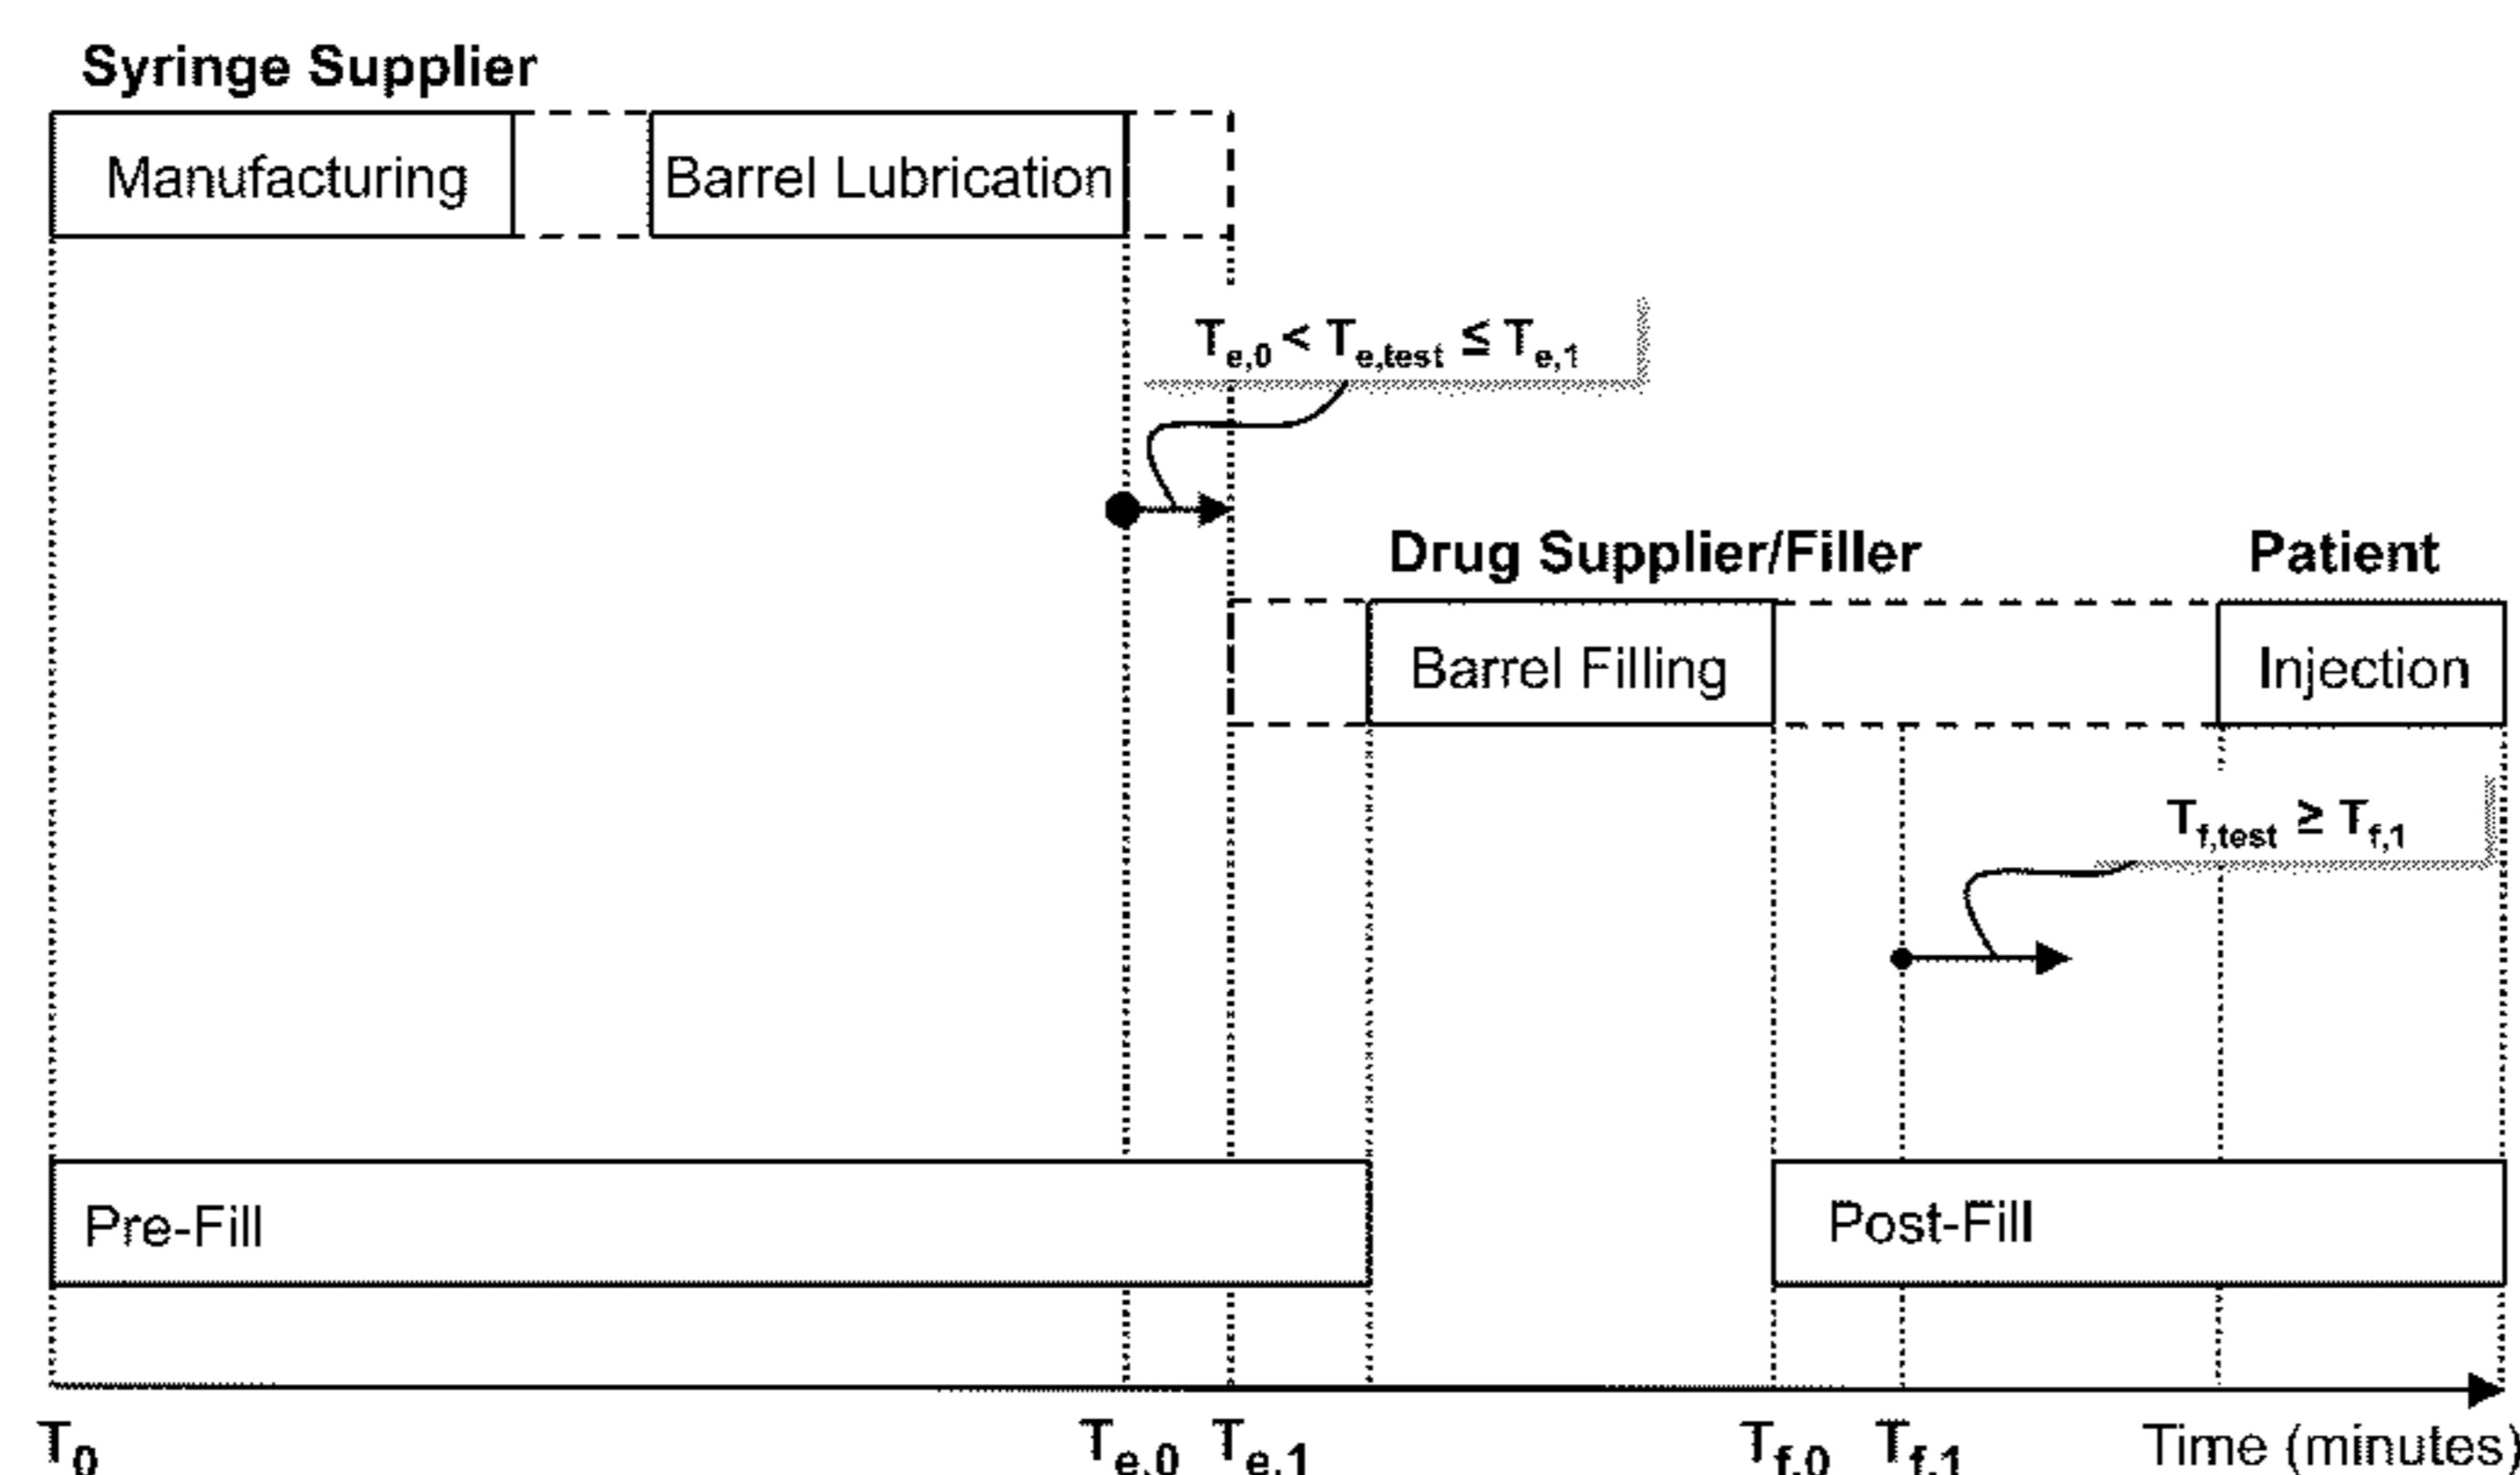 Syringe Supplier
Manufacturing
Barrel Lubrication
Te,0 < Te,test ≤ Te,1
Drug Supplier/Filler
Patient
Barrel Filling
Injection
Tf,test ≥ Tf,1
Pre-Fill
Post-Fill
T0
Te,0
Te,1
Tf,0
Tf,1
Time (minutes)